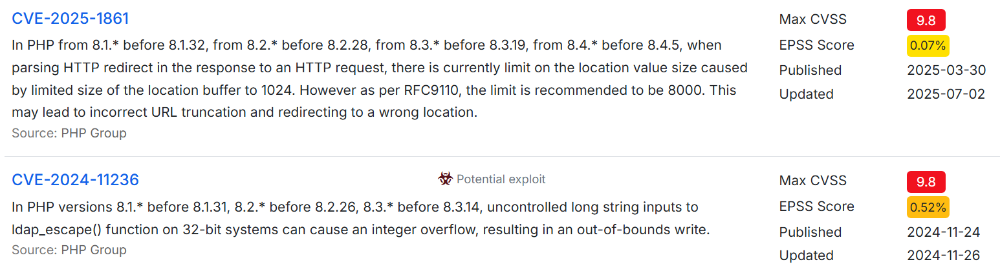 CVE-2025-1861
Max CVSS 9.8
In PHP from 8.1.* before 8.1.32, from 8.2.* before 8.2.28, from 8.3.* before 8.3.19, from 8.4.* before 8.4.5, when
EPSS Score 0.07%
parsing HTTP redirect in the response to an HTTP request, there is currently limit on the location value size caused
Published 2025-03-30
by limited size of the location buffer to 1024. However as per RFC9110, the limit is recommended to be 8000. This
Updated 2025-07-02
may lead to incorrect URL truncation and redirecting to a wrong location.
Source: PHP Group
CVE-2024-11236
Potential exploit
Max CVSS 9.8
In PHP versions 8.1.* before 8.1.31, 8.2.* before 8.2.26, 8.3.* before 8.3.14, uncontrolled long string inputs to
EPSS Score 0.52%
ldap_escape() function on 32-bit systems can cause an integer overflow, resulting in an out-of-bounds write.
Published 2024-11-24
Source: PHP Group
Updated 2024-11-26